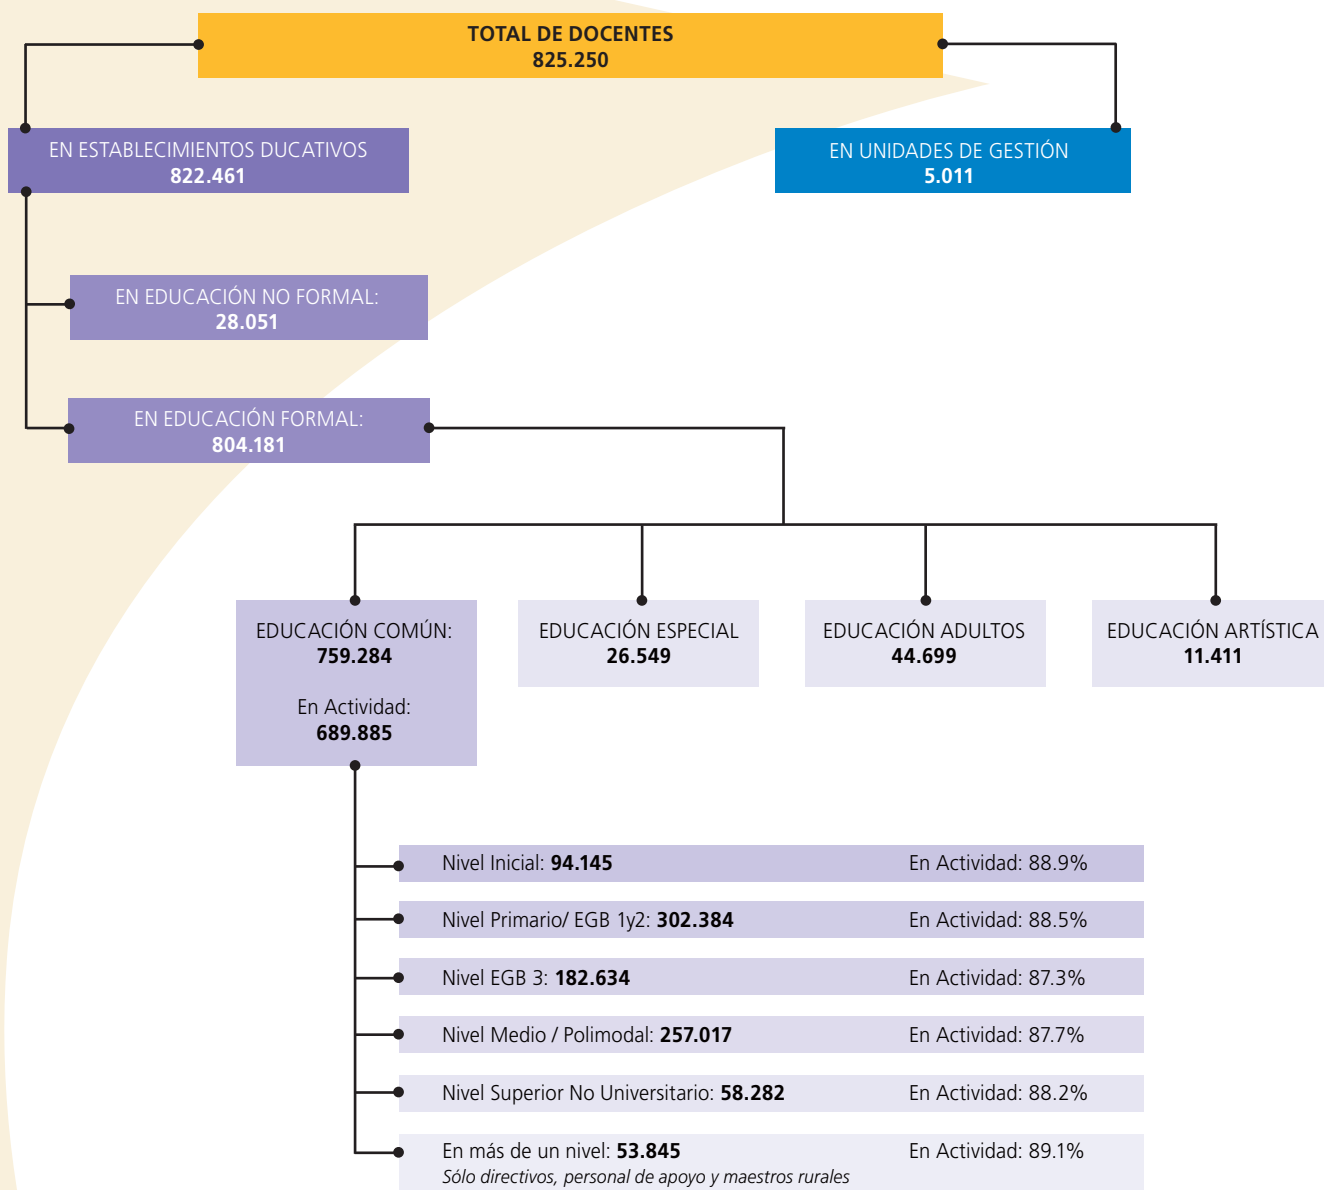 TOTAL DE DOCENTES
825.250
EN ESTABLECIMIENTOS DUCATIVOS
822.461
EN UNIDADES DE GESTIÓN
5.011
EN EDUCACIÓN NO FORMAL:
28.051
EN EDUCACIÓN FORMAL:
804.181
EDUCACIÓN COMÚN:
759.284
En Actividad:
689.885
EDUCACIÓN ESPECIAL
26.549
EDUCACIÓN ADULTOS
44.699
EDUCACIÓN ARTÍSTICA
11.411
Nivel Inicial: 94.145 En Actividad: 88.9%
Nivel Primario/ EGB 1y2: 302.384 En Actividad: 88.5%
Nivel EGB 3: 182.634 En Actividad: 87.3%
Nivel Medio / Polimodal: 257.017 En Actividad: 87.7%
Nivel Superior No Universitario: 58.282 En Actividad: 88.2%
En más de un nivel: 53.845 En Actividad: 89.1%
Sólo directivos, personal de apoyo y maestros rurales